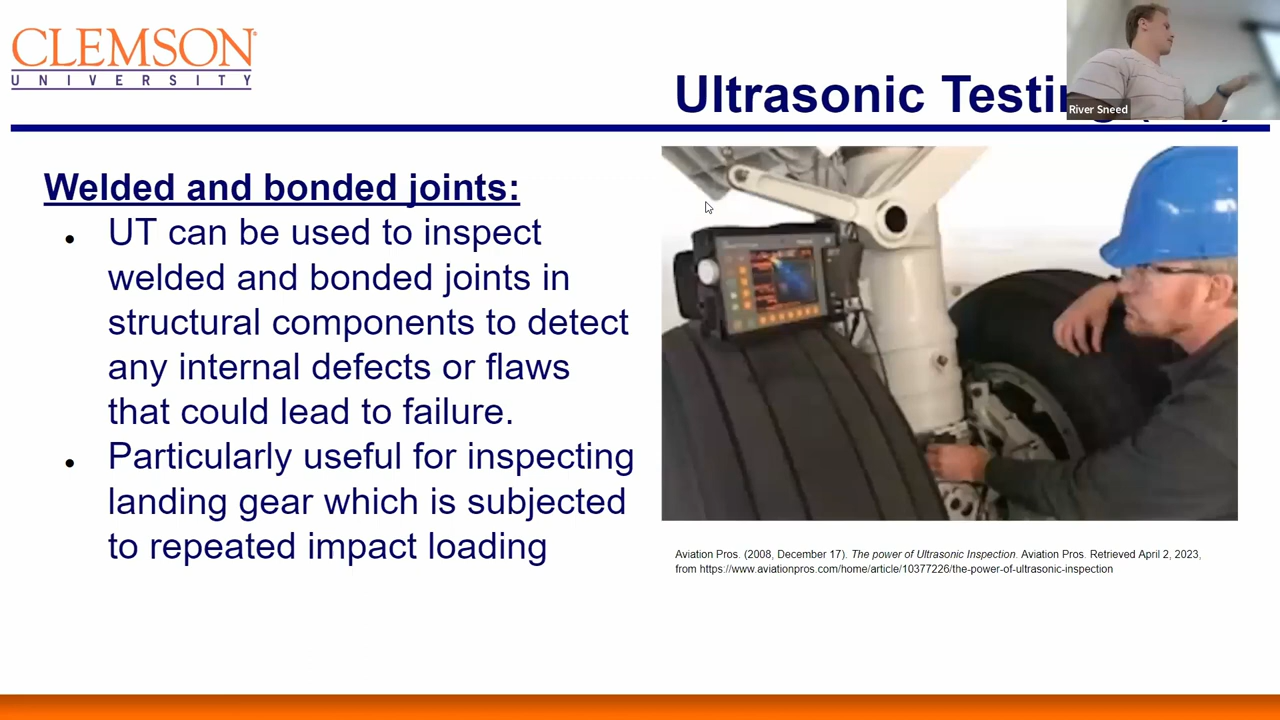 CLEMSON
UNIVERSITY
Ultrasonic
River Sneed
Welded and bonded joints:
UT can be used to inspect
welded and bonded joints in
structural components to detect
any internal defects or flaws
that could lead to failure.
Particularly useful for inspecting
landing gear which is subjected
to repeated impact loading
Aviation Pros. (2008, December 17). The power of Ultrasonic Inspection. Aviation Pros. Retrieved April 2, 2023,
from https://www.aviationpros.com/home/article/10377226/the-power-of-ultrasonic-inspection